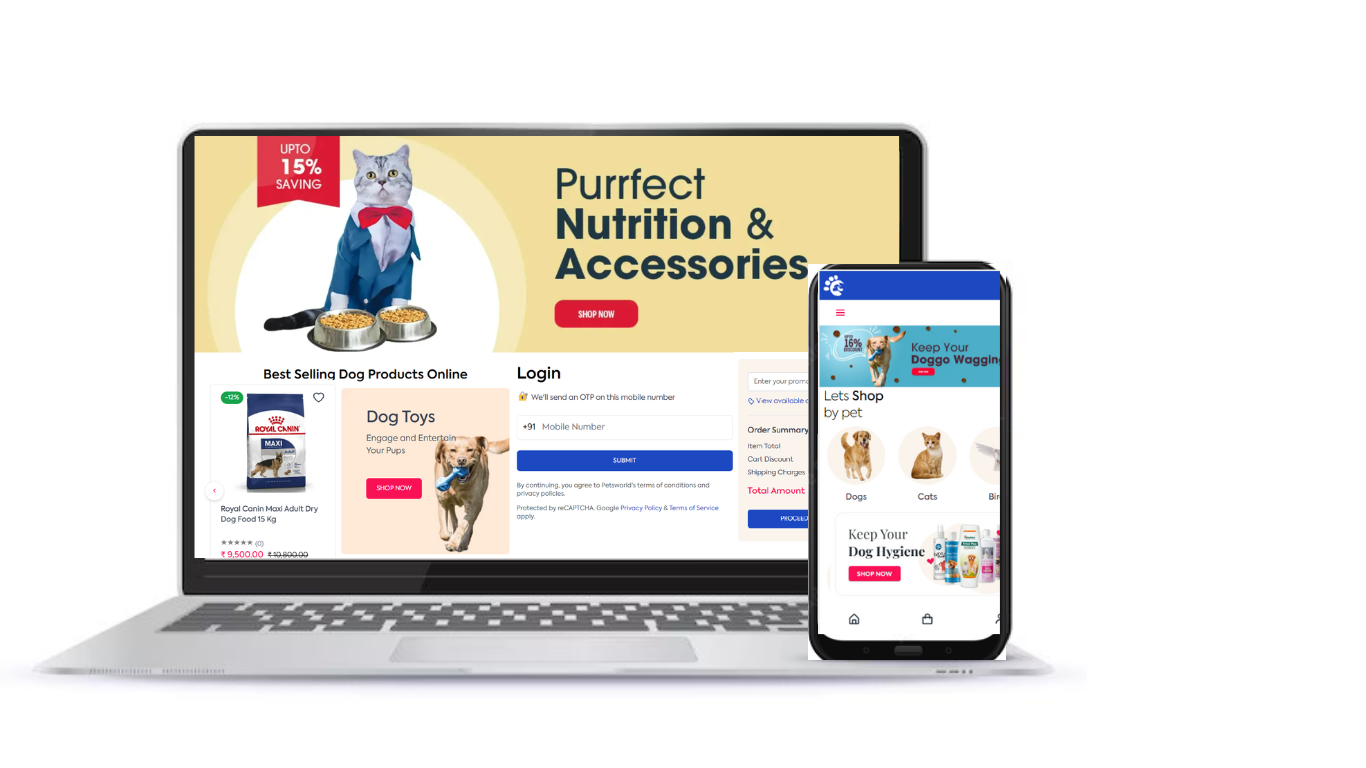 UPTO
15%
SAVING
Purrfect
Nutrition &
Accessories
SHOP NOW
Best Selling Dog Products Online
-12%
ROYAL CANIN
MAXI
Adult
Royal Canin Maxi Adult Dry
Dog Food 15 Kg
(0)
₹ 9,500.00 ₹ 10,800.00
Dog Toys
Engage and Entertain
Your Pups
SHOP NOW
Login
We'll send an OTP on this mobile number
+91 Mobile Number
SUBMIT
By continuing, you agree to Petsworld's terms of conditions and
privacy policies.
Protected by reCAPTCHA. Google Privacy Policy & Terms of Service
apply.
Enter your promo
View available
Order Summary
Item Total
Cart Discount
Shipping Charges
Total Amount
PROCEED
UPTO
16%
DISCOUNT
Keep Your
Doggo Waggin
Lets Shop
by pet
Dogs
Cats
Bir
Keep Your
Dog Hygiene
SHOP NOW